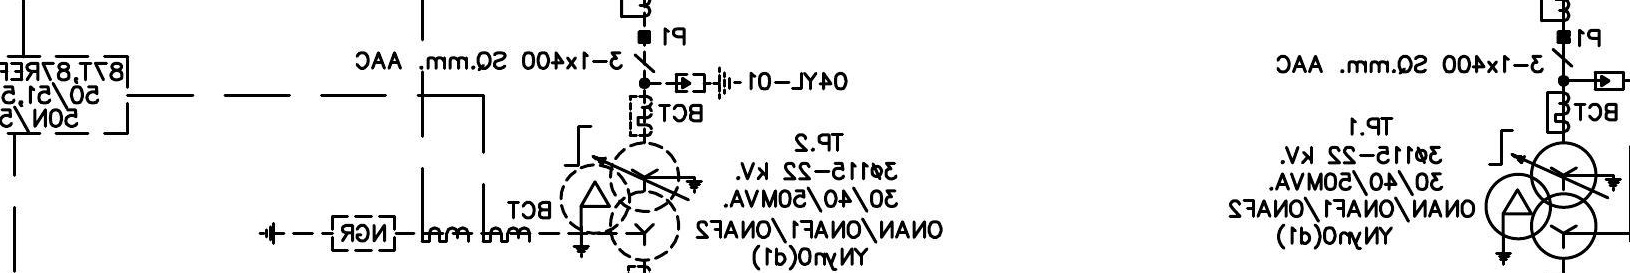 P1
3-1x400 SQ.mm. AAC
BCT
TP.1
3ø115-22 kV.
30/40/50MVA.
ONAN/ONAF1/ONAF2
YNyn0(d1)
P1
3-1x400 SQ.mm. AAC
04YL-01
BCT
TP.2
3ø115-22 kV.
30/40/50MVA.
ONAN/ONAF1/ONAF2
YNyn0(d1)
BCT
NGR
87T,87REF
50/51,5
50N/5